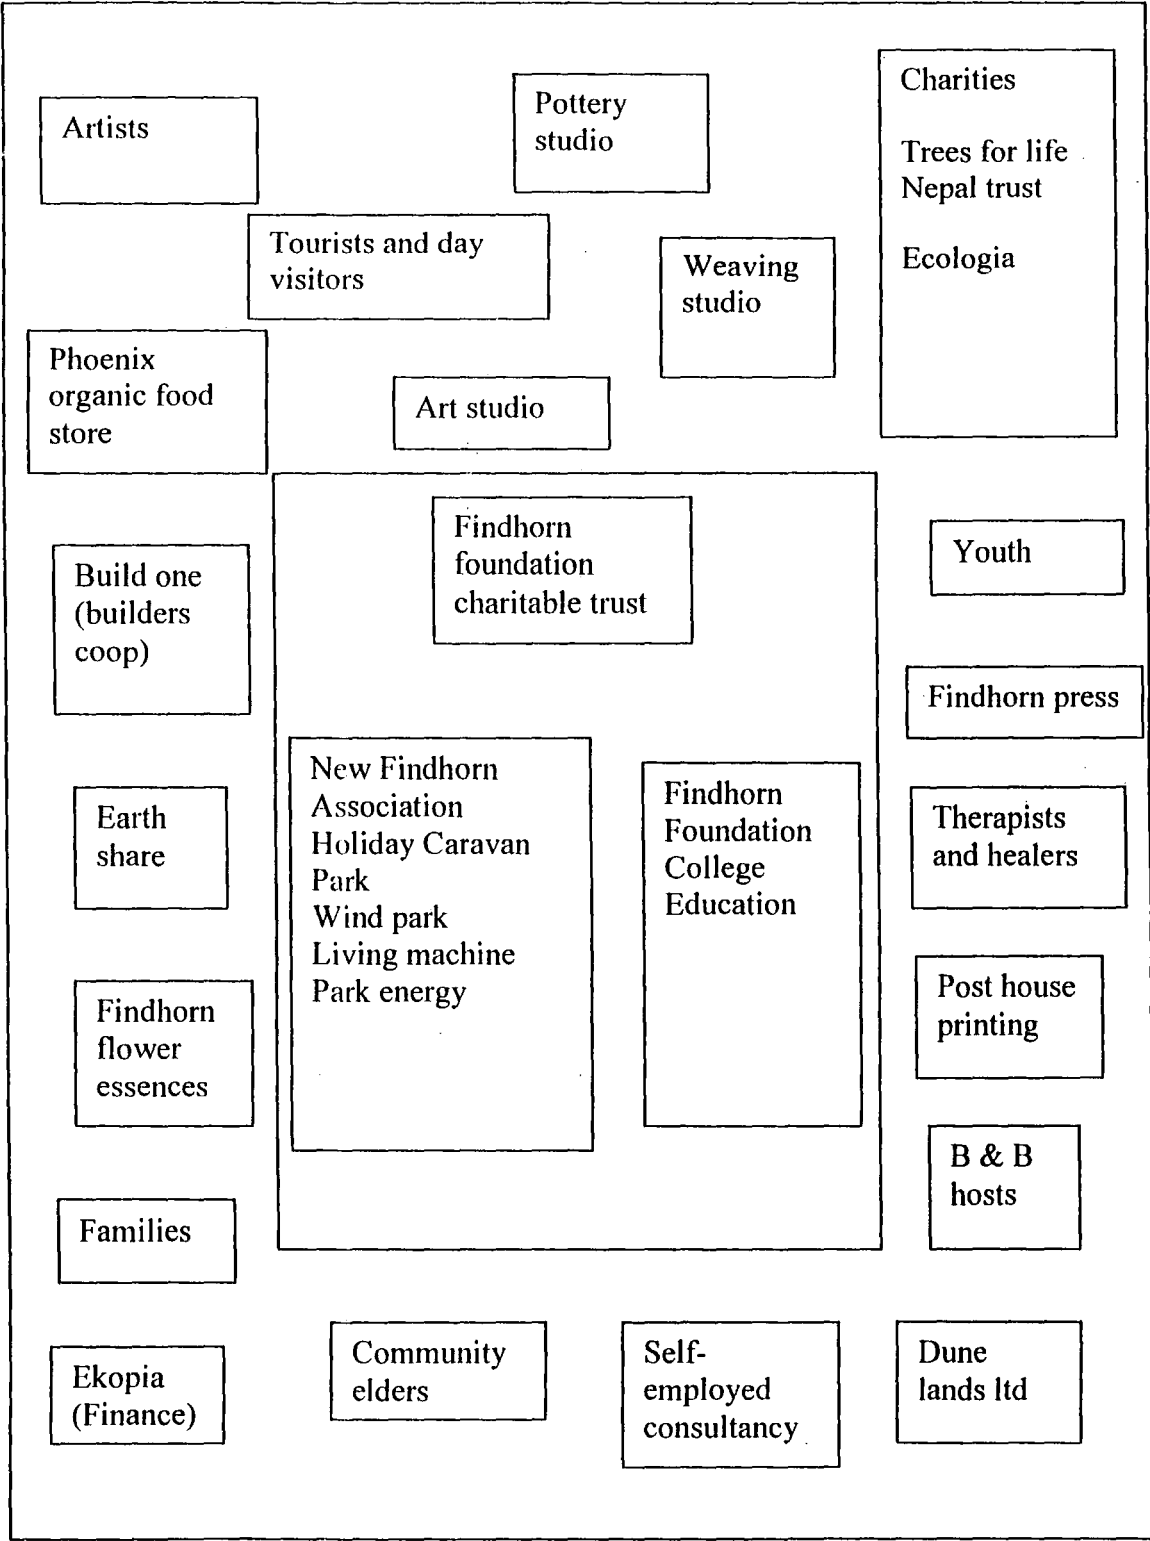 Artists
Pottery
studio
Charities
Trees for life
Nepal trust
Ecologia
Tourists and day
visitors
Weaving
studio
Phoenix
organic food
store
Art studio
Findhorn
foundation
charitable trust
Youth
Build one
(builders
coop)
Findhorn press
New Findhorn
Association
Holiday Caravan
Park
Wind park
Living machine
Park energy
Findhorn
Foundation
College
Education
Earth
share
Therapists
and healers
Findhorn
flower
essences
Post house
printing
B & B
hosts
Families
Ekopia
(Finance)
Community
elders
Self-
employed
consultancy
Dune
lands ltd